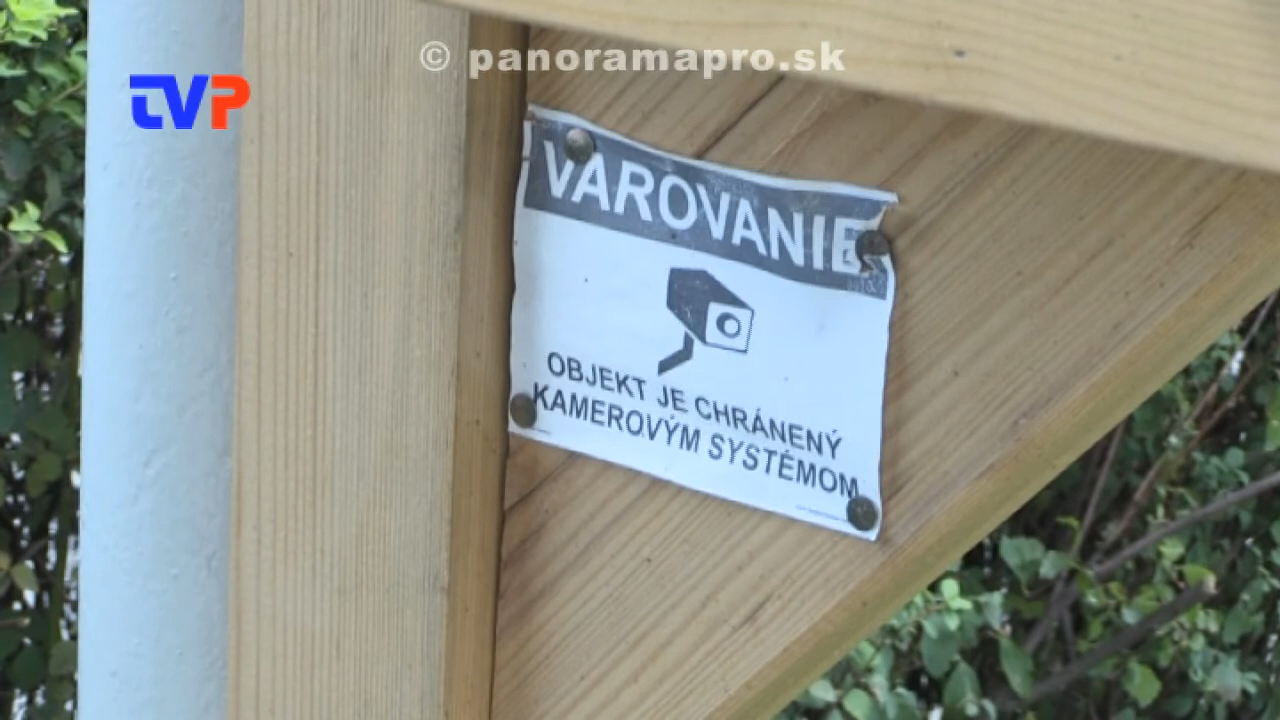 © panoramapro.sk
TVP
VAROVANIE
OBJEKT JE CHRÁNENÝ
KAMEROVÝM SYSTÉMOM